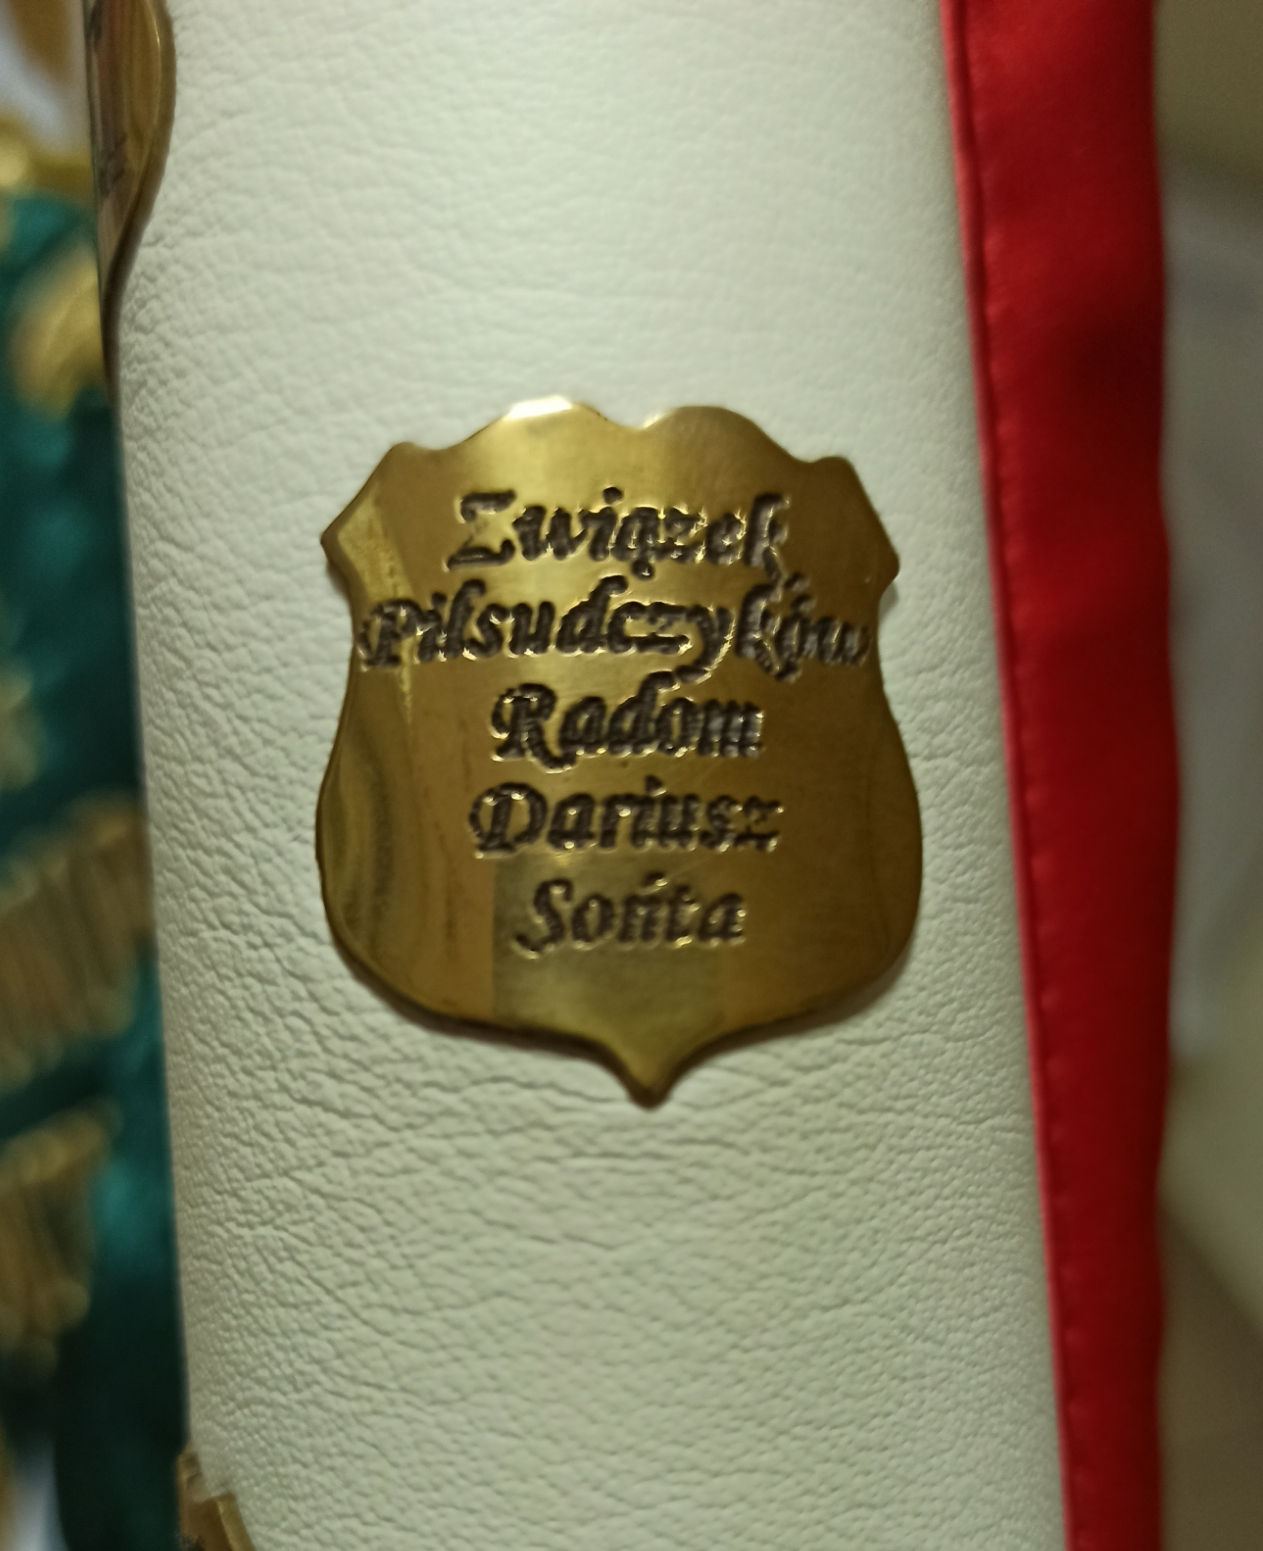 Związek
Piłsudczyków
Radom
Dariusz
Sońta